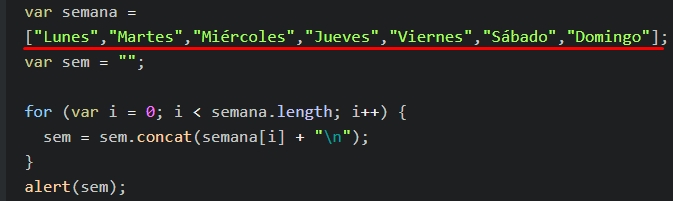 var semana =
["Lunes","Martes","Miércoles","Jueves","Viernes","Sábado","Domingo"];
var sem = "";
for (var i = 0; i < semana.length; i++) {
sem = sem.concat(semana[i] + "\n");
}
alert(sem);